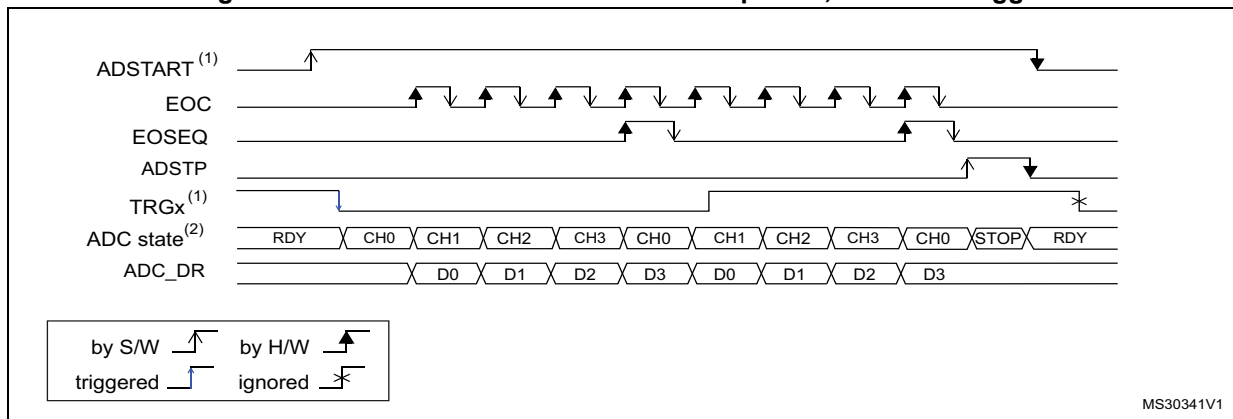 ADSTART (1)
EOC
EOSEQ
ADSTP
TRGx (1)
ADC state (2) RDY CH0 CH1 CH2 CH3 CH0 CH1 CH2 CH3 CH0 STOP RDY
ADC_DR D0 D1 D2 D3 D0 D1 D2 D3
by S/W by H/W
triggered ignored
MS30341V1